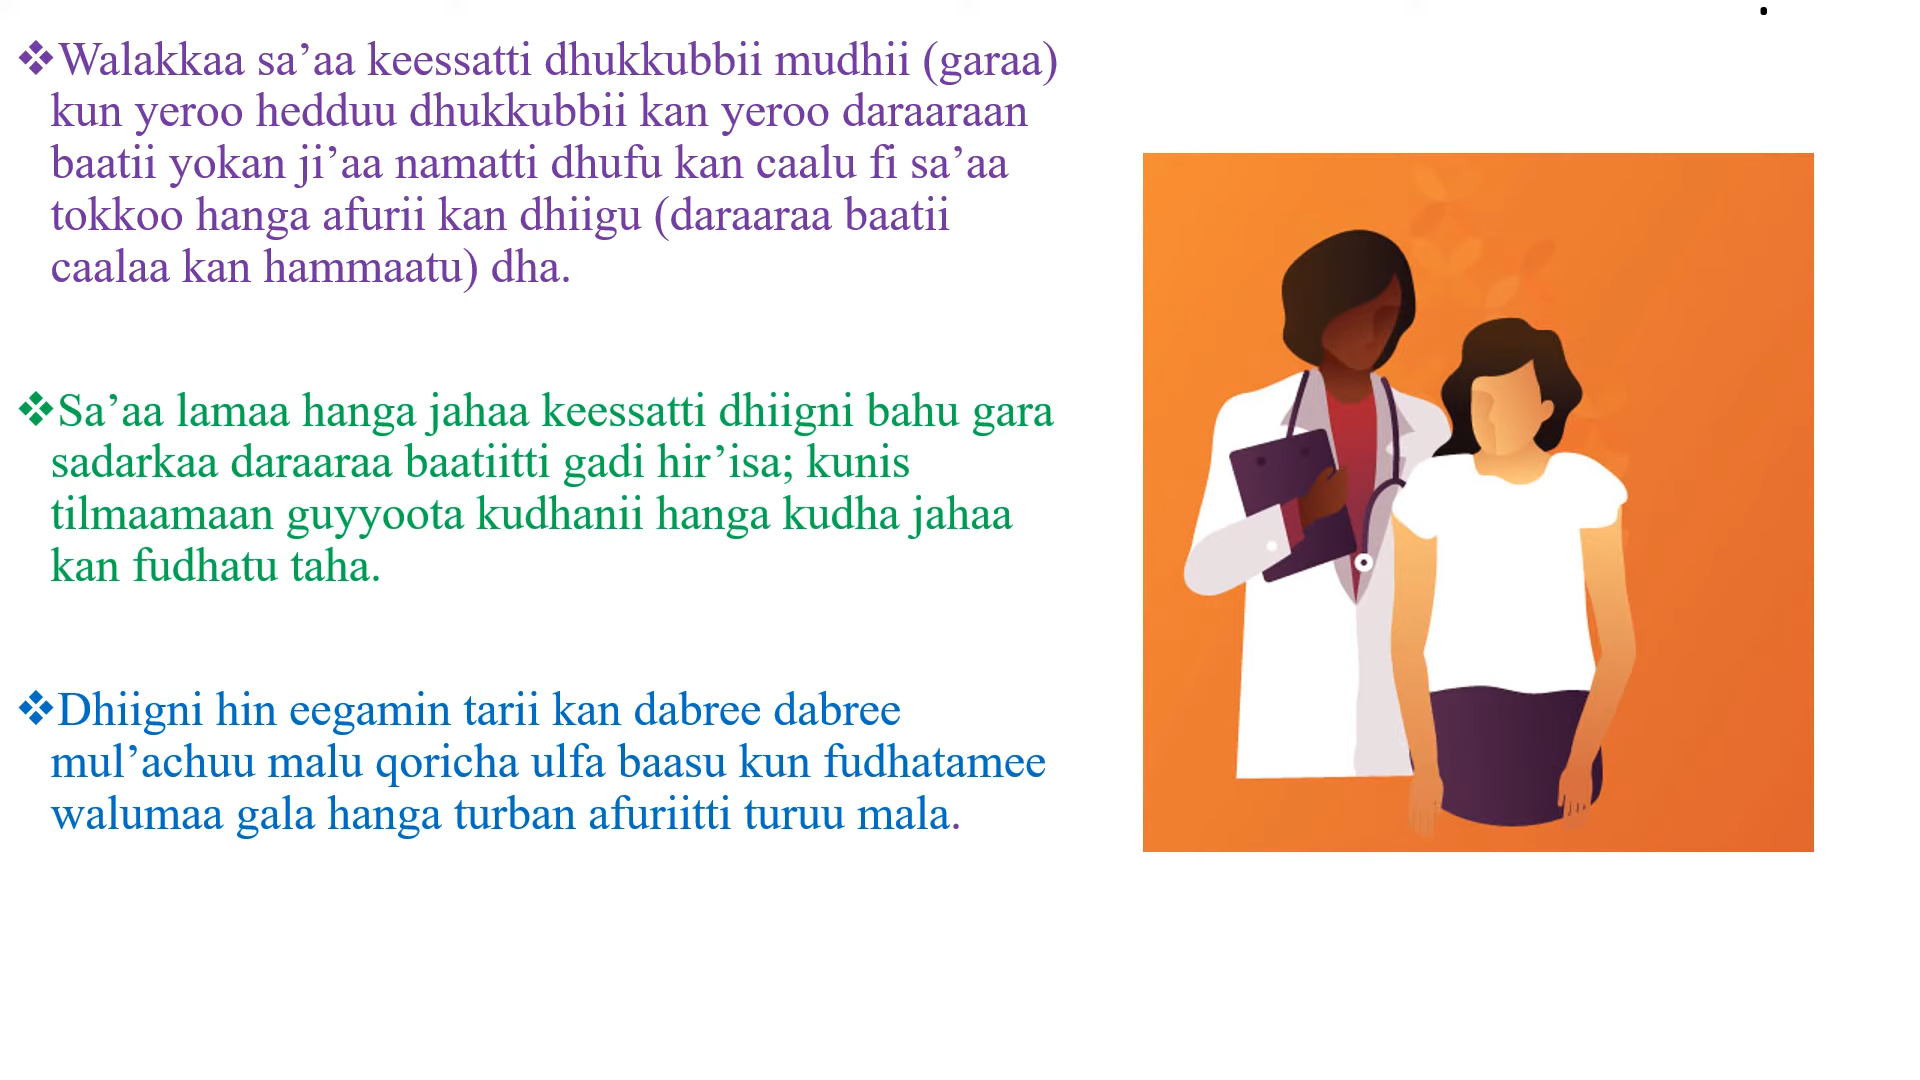 ❖Walakkaa sa’aa keessatti dhukkubbii mudhii (garaa)
kun yeroo hedduu dhukkubbii kan yeroo daraaraan
baatii yokan ji’aa namatti dhufu kan caalu fi sa’aa
tokkoo hanga afurii kan dhiigu (daraaraa baatii
caalaa kan hammaatu) dha.
❖Sa’aa lamaa hanga jahaa keessatti dhiigni bahu gara
sadarkaa daraaraa baatiitti gadi hir’isa; kunis
tilmaamaan guyyoota kudhanii hanga kudha jahaa
kan fudhatu taha.
❖Dhiigni hin eegamin tarii kan dabree dabree
mul’achuu malu qoricha ulfa baasu kun fudhatamee
walumaa gala hanga turban afuriitti turuu mala.